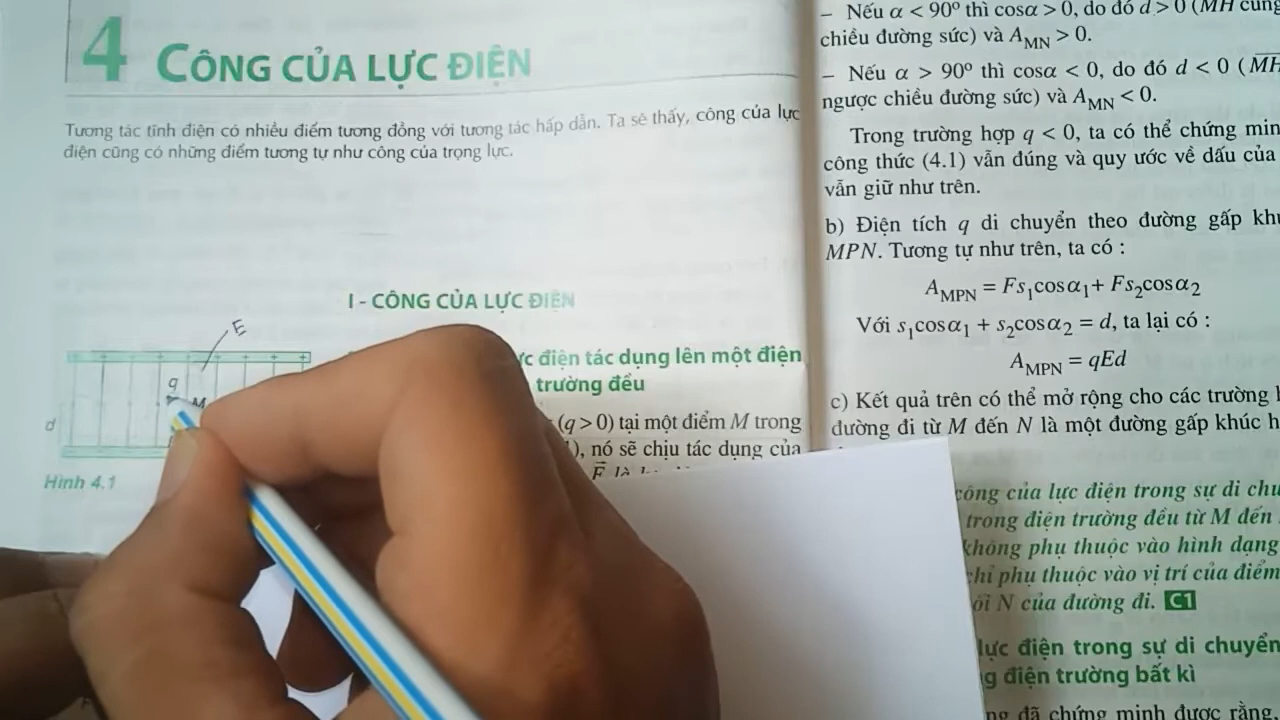 4 CÔNG CỦA LỰC ĐIỆN
Tương tác tĩnh điện có nhiều điểm tương đồng với tương tác hấp dẫn. Ta sẽ thấy, công của lực
điện cũng có những điểm tương tự như công của trọng lực.
I - CÔNG CỦA LỰC ĐIỆN
E
q
M
d
Hình 4.1
điện tác dụng lên một điện
trường đều
(q > 0) tại một điểm M trong
), nó sẽ chịu tác dụng của
F là
– Nếu α < 90º thì cosα > 0, do đó d > 0 (MH cùng
chiều đường sức) và A_MN > 0.
– Nếu α > 90º thì cosα < 0, do đó d < 0 (MH
ngược chiều đường sức) và A_MN < 0.
Trong trường hợp q < 0, ta có thể chứng min
công thức (4.1) vẫn đúng và quy ước về dấu của
vẫn giữ như trên.
b) Điện tích q di chuyển theo đường gấp khú
MPN. Tương tự như trên, ta có :
A_MPN = Fs₁cosα₁ + Fs₂cosα₂
Với s₁cosα₁ + s₂cosα₂ = d, ta lại có :
A_MPN = qEd
c) Kết quả trên có thể mở rộng cho các trường h
đường đi từ M đến N là một đường gấp khúc h
công của lực điện trong sự di chu
trong điện trường đều từ M đến
không phụ thuộc vào hình dạng
chỉ phụ thuộc vào vị trí của điểm
ối N của đường đi. C1
lực điện trong sự di chuyển
g điện trường bất kì
ng đã chứng minh được rằng